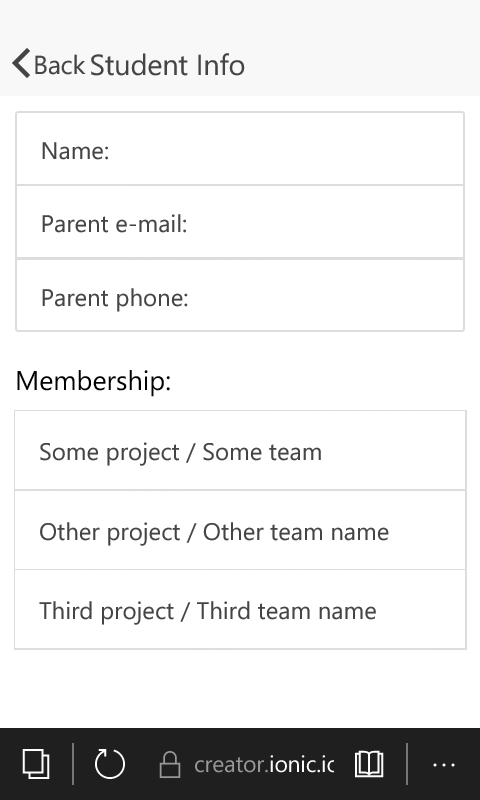 Back Student Info
Name:
Parent e-mail:
Parent phone:
Membership:
Some project / Some team
Other project / Other team name
Third project / Third team name
creator.ionic.ic